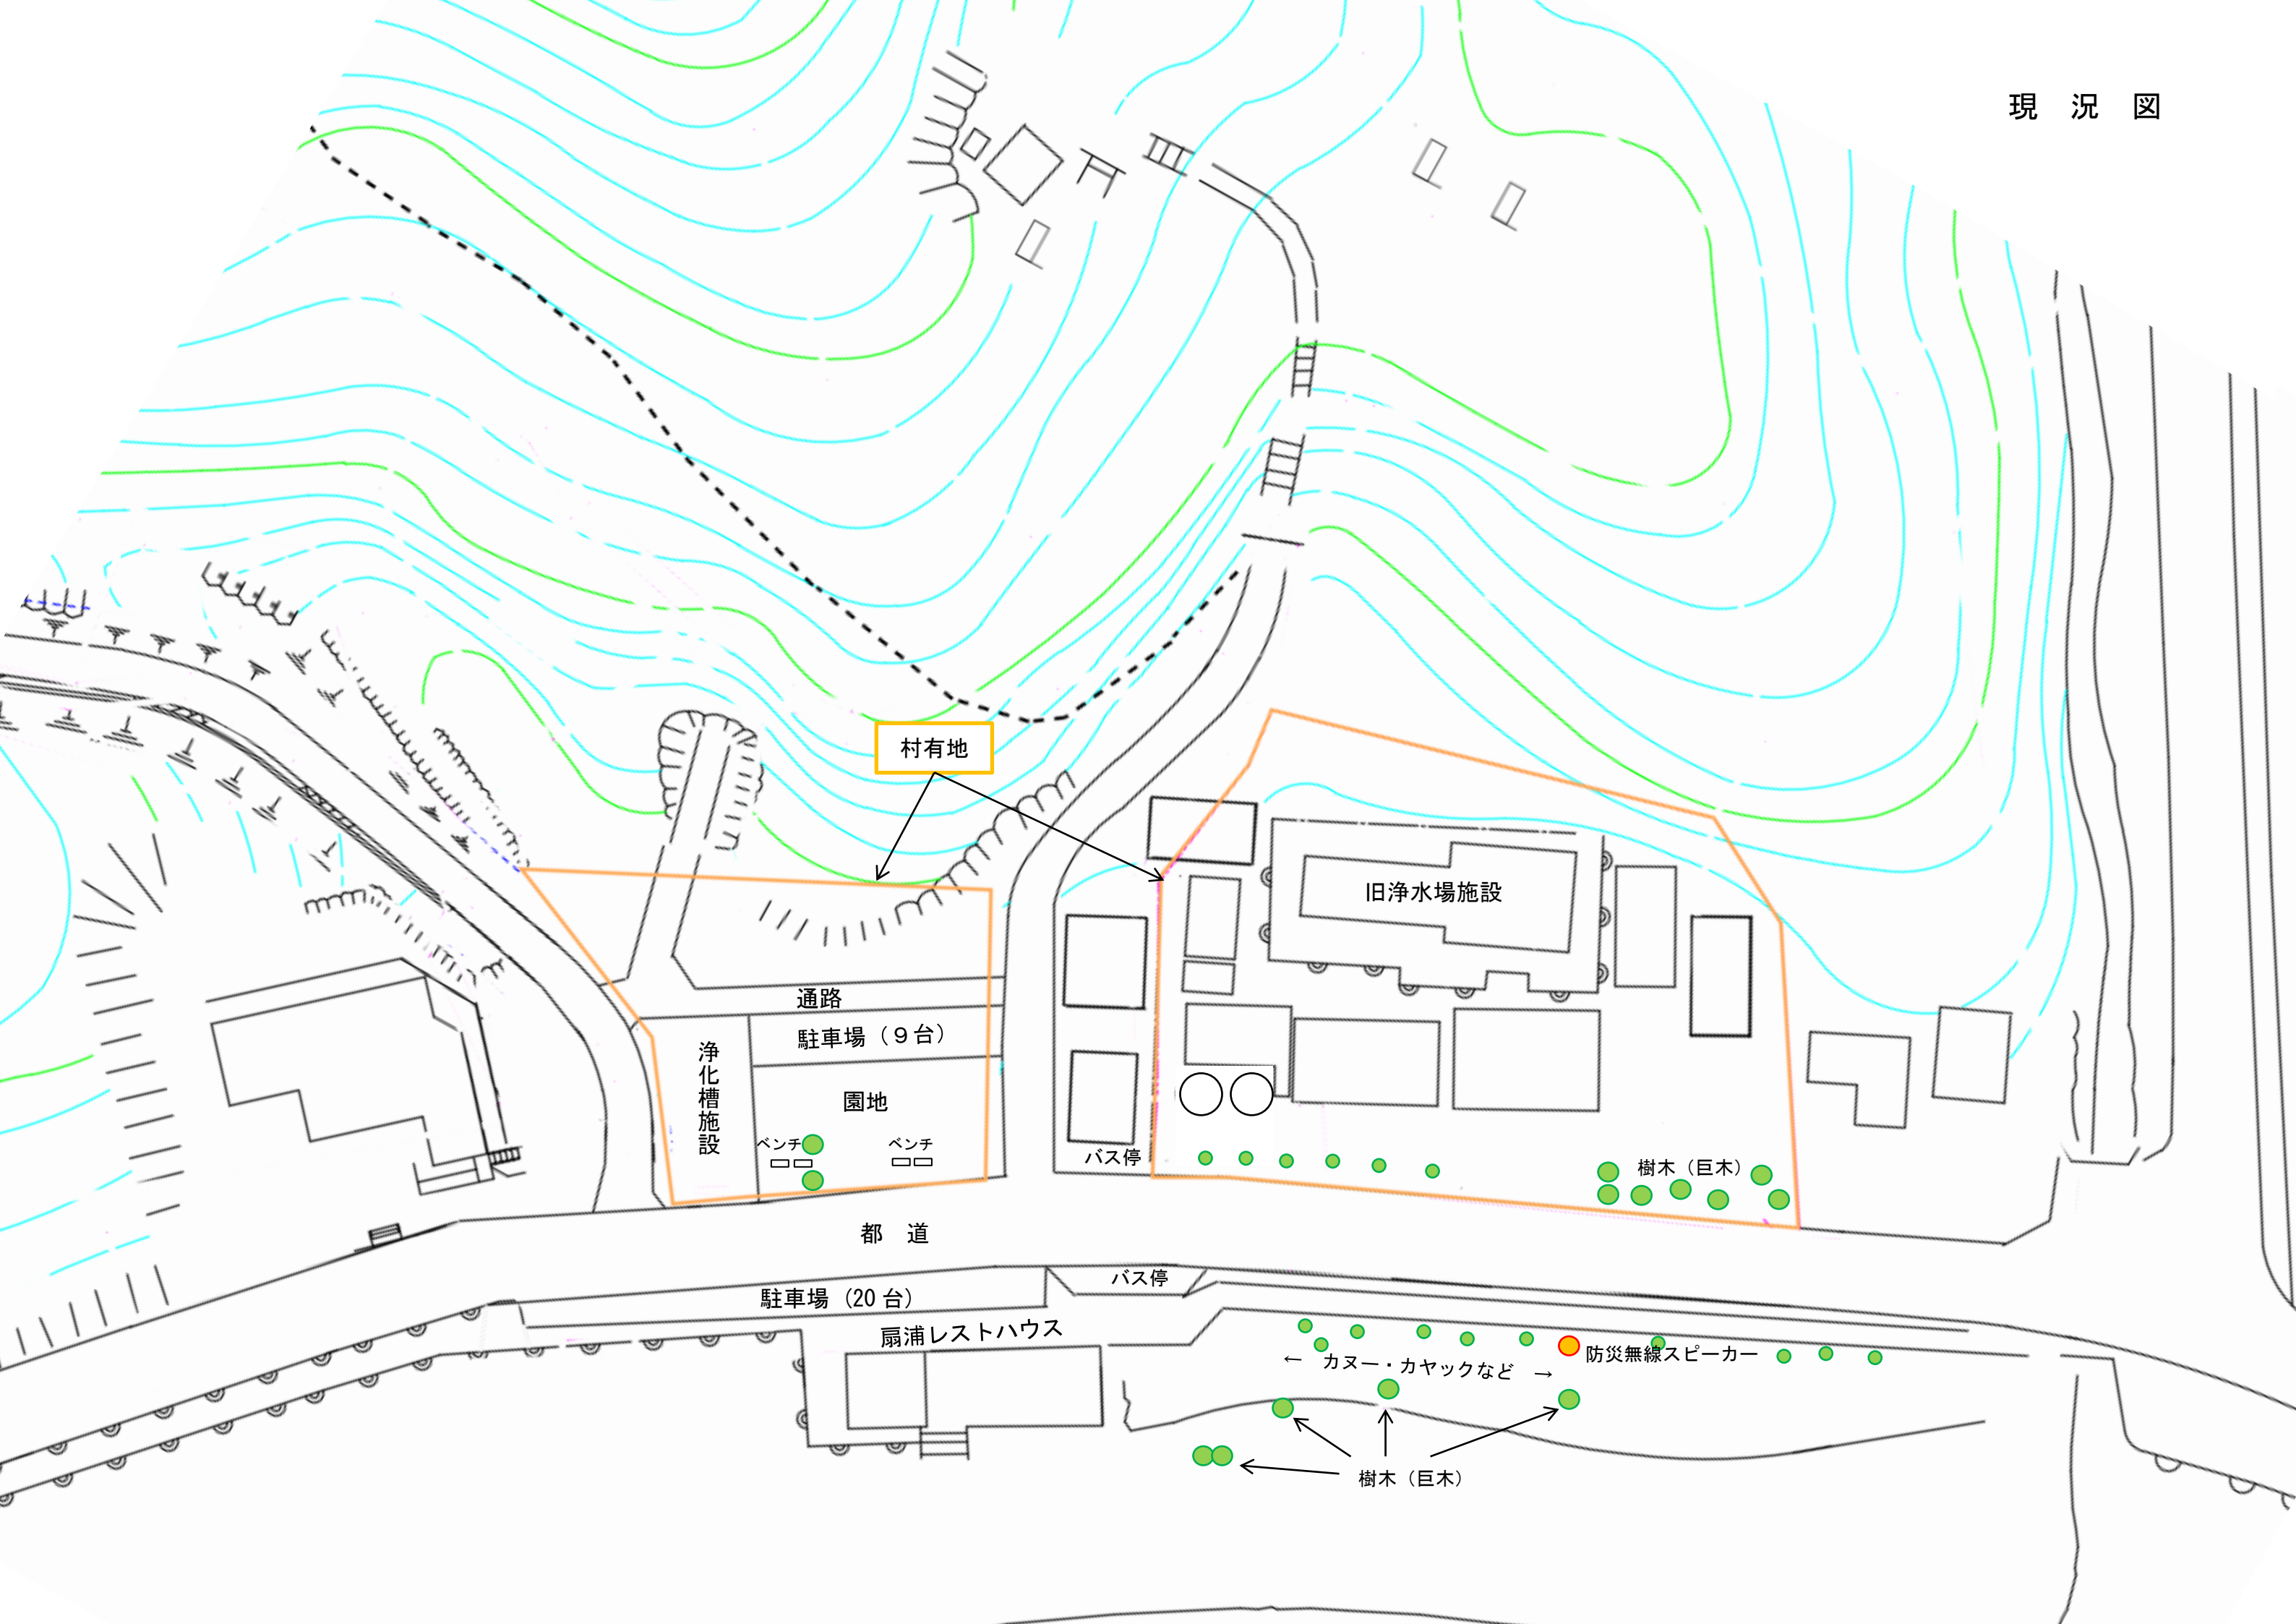 現　況　図
村有地
旧浄水場施設
通路
駐車場（９台）
浄化槽施設
園地
ベンチ
ベンチ
バス停
樹木（巨木）
都　道
バス停
駐車場（20 台）
扇浦レストハウス
防災無線スピーカー
←　カヌー・カヤックなど　→
樹木（巨木）